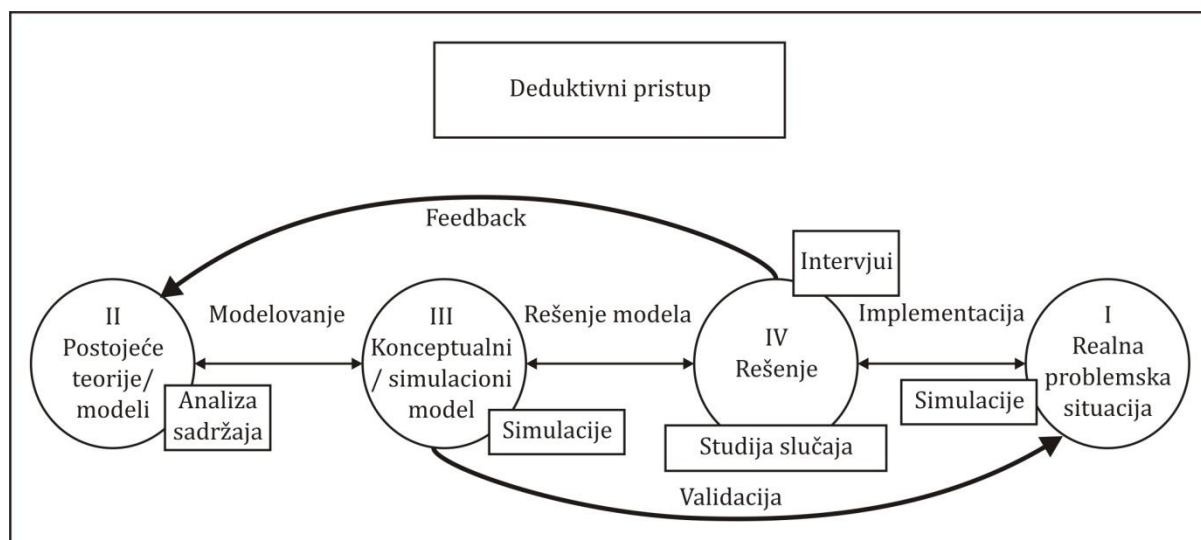 Deduktivni pristup
Feedback
Intervjui
II
Postojeće
teorije/
modeli
Analiza
sadržaja
Modelovanje
III
Konceptualni
/ simulacioni
model
Simulacije
Rešenje modela
IV
Rešenje
Studija slučaja
Implementacija
Simulacije
I
Realna
problemska
situacija
Validacija